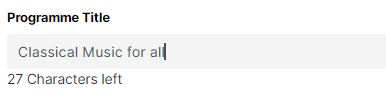 Programme Title
Classical Music for all
27 Characters left